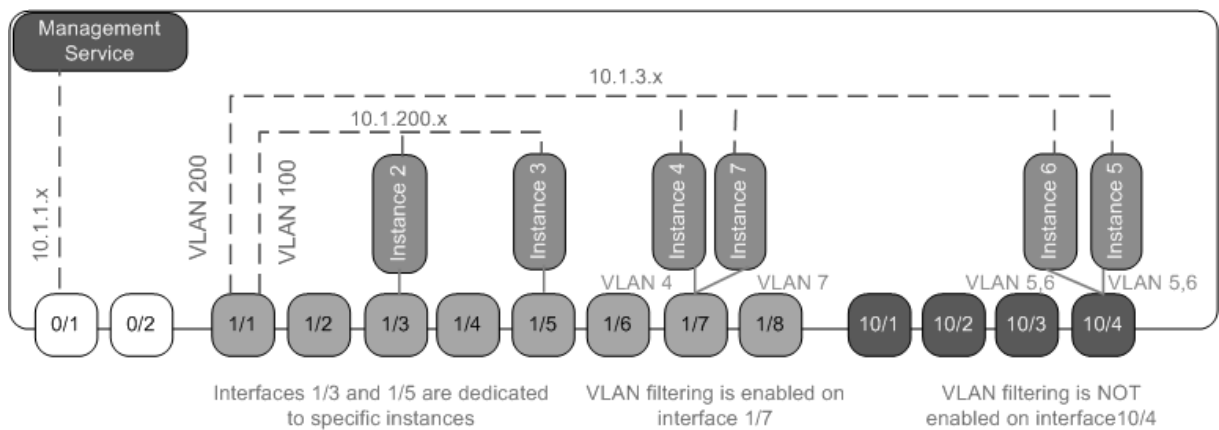 Management
Service
10.1.3.x
10.1.200.x
10.1.1.x
VLAN 200
VLAN 100
Instance 2
Instance 3
Instance 4
Instance 7
Instance 6
Instance 5
VLAN 4
VLAN 7
VLAN 5,6
VLAN 5,6
0/1
0/2
1/1
1/2
1/3
1/4
1/5
1/6
1/7
1/8
10/1
10/2
10/3
10/4
Interfaces 1/3 and 1/5 are dedicated
to specific instances
VLAN filtering is enabled on
interface 1/7
VLAN filtering is NOT
enabled on interface10/4